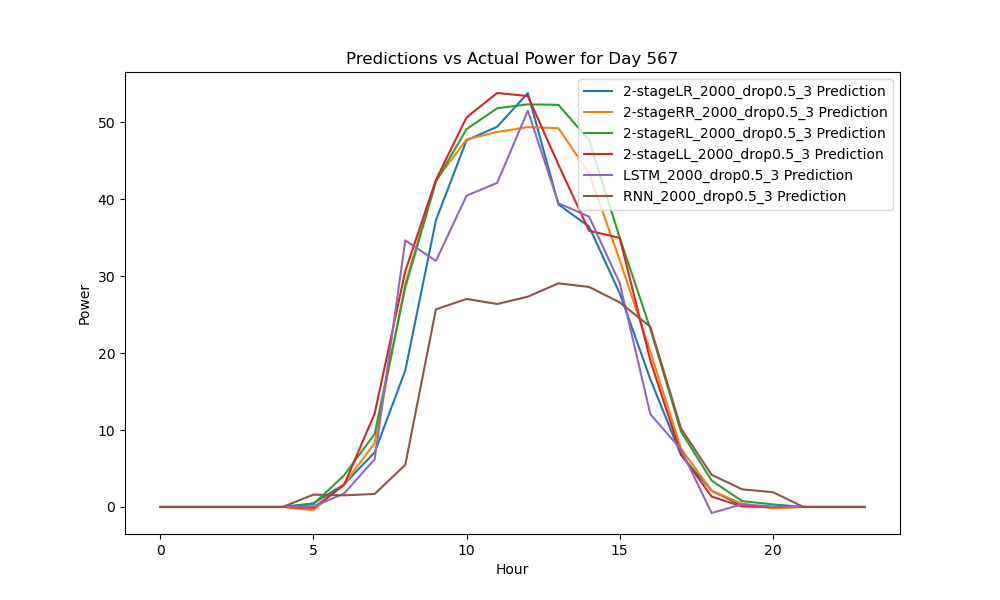 Predictions vs Actual Power for Day 567
2-stageLR_2000_drop0.5_3 Prediction
2-stageRR_2000_drop0.5_3 Prediction
2-stageRL_2000_drop0.5_3 Prediction
2-stageLL_2000_drop0.5_3 Prediction
LSTM_2000_drop0.5_3 Prediction
RNN_2000_drop0.5_3 Prediction
Power
50
40
30
20
10
0
0 5 10 15 20
Hour